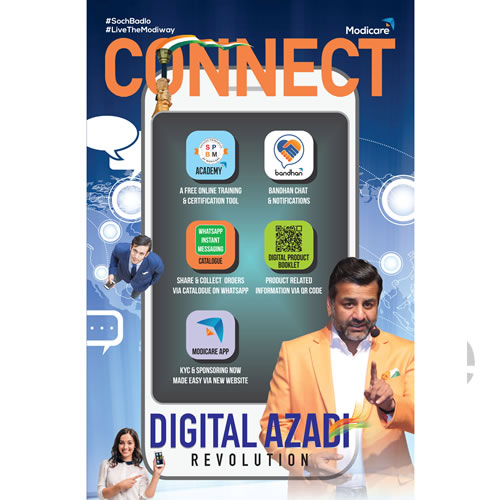 #SochBadlo
#LiveTheModiway
Modicare
CONNECT
S P
B M
ACADEMY
A FREE ONLINE TRAINING
& CERTIFICATION TOOL
bandhan
BANDHAN CHAT
& NOTIFICATIONS
WHATSAPP
INSTANT
MESSAGING
CATALOGUE
SHARE & COLLECT ORDERS
VIA CATALOGUE ON WHATSAPP
DIGITAL PRODUCT
BOOKLET
PRODUCT RELATED
INFORMATION VIA QR CODE
MODICARE APP
KYC & SPONSORING NOW
MADE EASY VIA NEW WEBSITE
DIGITAL AZADI
REVOLUTION
e